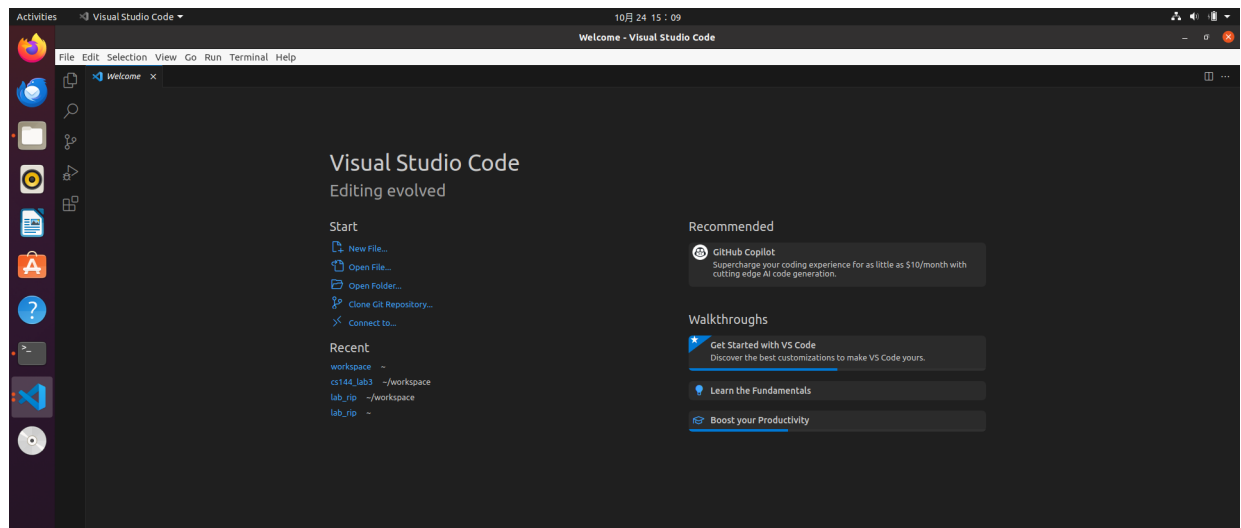 Activities
Visual Studio Code
10月 24 15：09
Welcome - Visual Studio Code
File Edit Selection View Go Run Terminal Help
Welcome
Visual Studio Code
Editing evolved
Start
New File...
Open File...
Open Folder...
Clone Git Repository...
Connect to...
Recent
workspace ~
cs144_lab3 ~/workspace
lab_rip ~/workspace
lab_rip ~
Recommended
GitHub Copilot
Supercharge your coding experience for as little as $10/month with
cutting edge AI code generation.
Walkthroughs
Get Started with VS Code
Discover the best customizations to make VS Code yours.
Learn the Fundamentals
Boost your Productivity